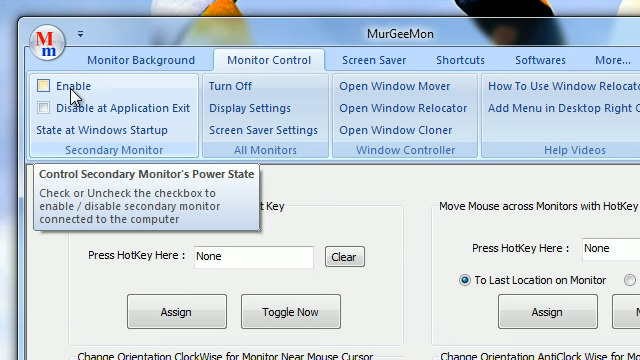 MurGeeMon
Mm
Monitor Background Monitor Control Screen Saver Shortcuts Softwares More...
Enable
Disable at Application Exit
State at Windows Startup
Secondary Monitor
Turn Off
Display Settings
Screen Saver Settings
All Monitors
Open Window Mover
Open Window Relocator
Open Window Cloner
Window Controller
How To Use Window Relocato
Add Menu in Desktop Right C
Help Videos
Control Secondary Monitor's Power State
Check or Uncheck the checkbox to
enable / disable secondary monitor
connected to the computer
Key
Press HotKey Here : None Clear
Assign Toggle Now
Move Mouse across Monitors with HotKey
Press HotKey Here : None
To Last Location on Monitor
Assign
Change Orientation ClockWise for Monitor Near Mouse Cursor
Change Orientation AntiClock Wise for Monitor